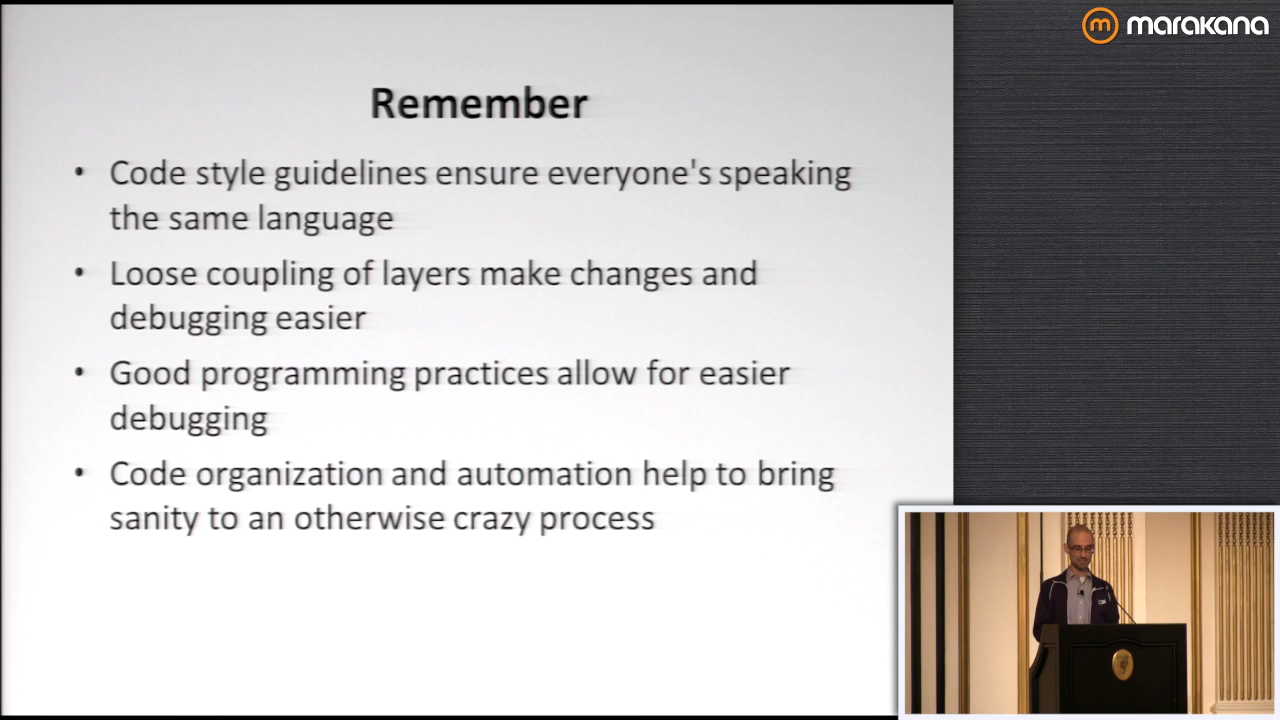 marakana
Remember
• Code style guidelines ensure everyone's speaking
the same language
• Loose coupling of layers make changes and
debugging easier
• Good programming practices allow for easier
debugging
• Code organization and automation help to bring
sanity to an otherwise crazy process